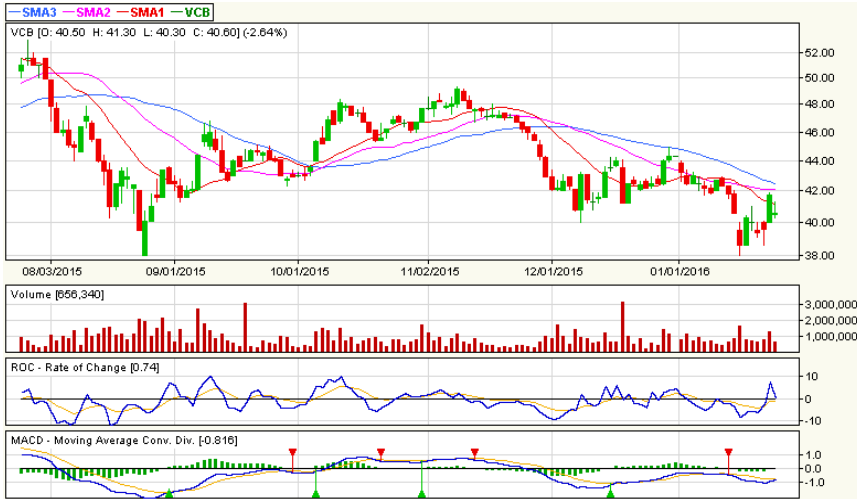 SMA3 SMA2 SMA1 VCB
VCB [O: 40.50 H: 41.30 L: 40.30 C: 40.60] (-2.64%)
52.00
50.00
48.00
46.00
44.00
42.00
40.00
38.00
08/03/2015 09/01/2015 10/01/2015 11/02/2015 12/01/2015 01/01/2016
Volume [656,340]
3,000,000
2,000,000
1,000,000
ROC - Rate of Change [0.74]
10
0
-10
MACD - Moving Average Conv. Div. [-0.816]
1.0
0.0
-1.0